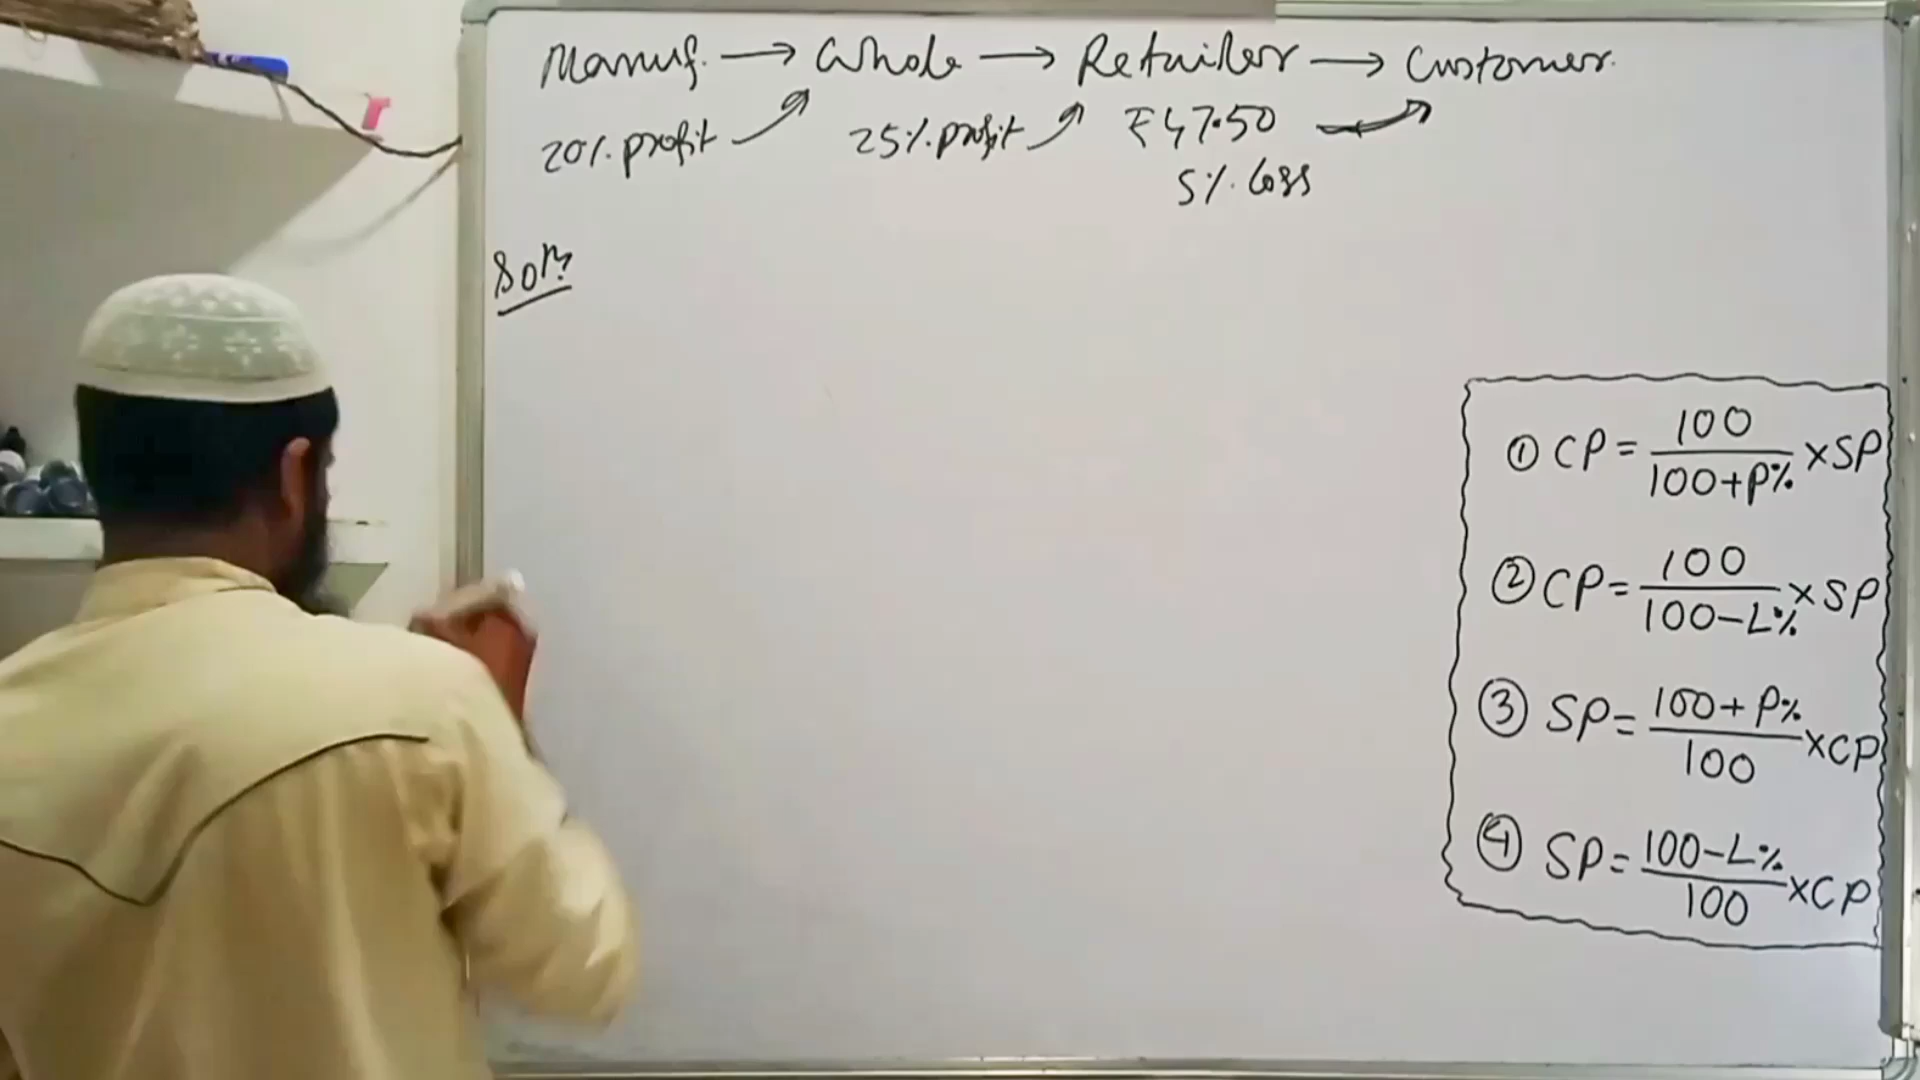 Manuf. → Whole → Retailer → Customer.
20%. profit 25%. profit ₹47.50
5%. loss
Soln
① CP = 100/100+P% ×SP
② CP = 100/100-L% ×SP
③ SP = 100+P%/100 ×CP
④ SP = 100-L%/100 ×CP